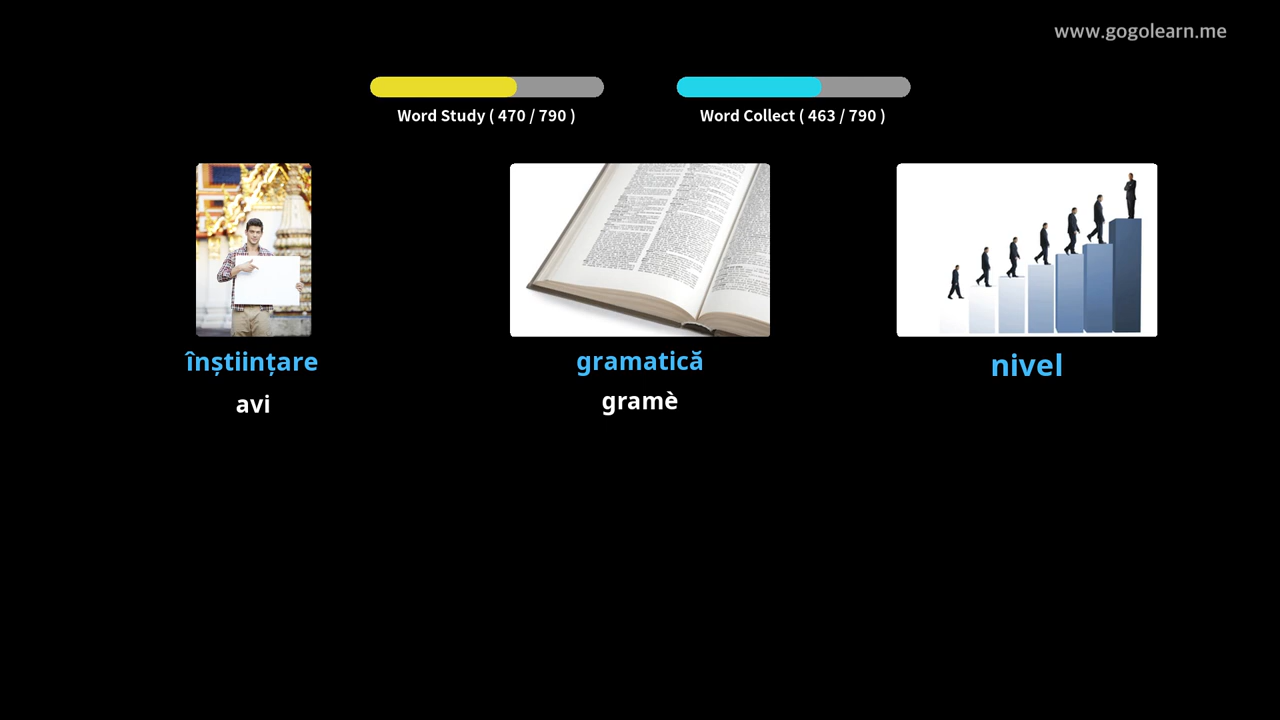 www.gogolearn.me
Word Study ( 470 / 790 )
Word Collect ( 463 / 790 )
înștiințare
gramatică
nivel
avi
gramè